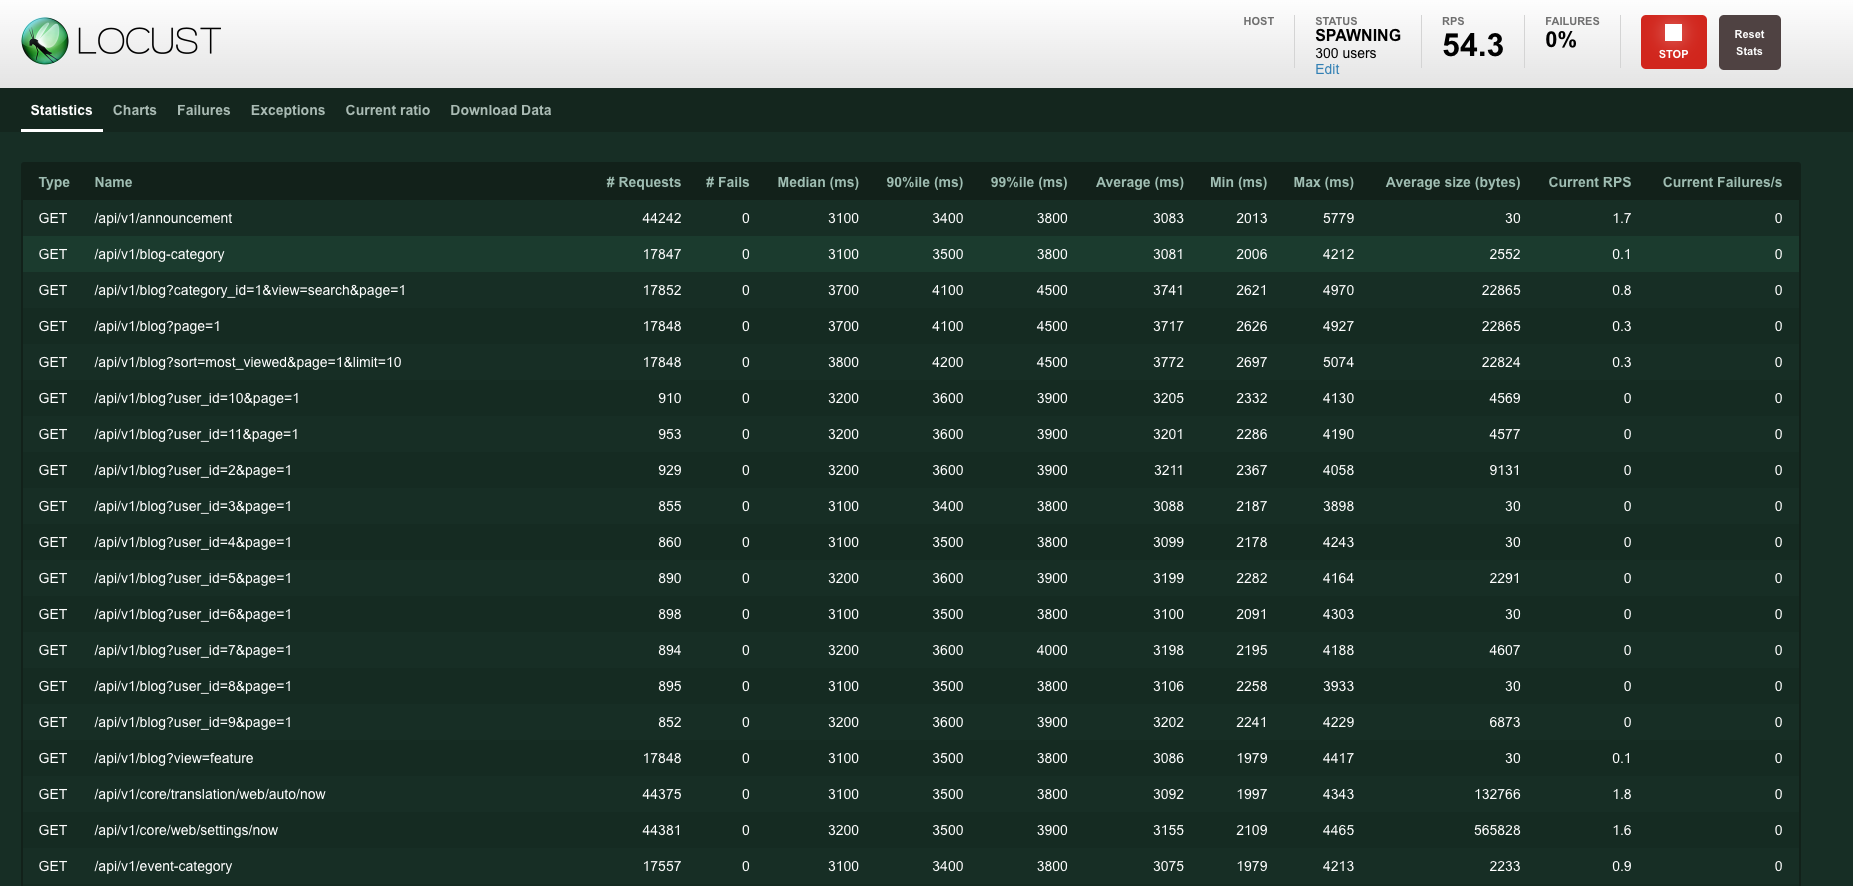 LOCUST
HOST
STATUS
SPAWNING
300 users
Edit
RPS
54.3
FAILURES
0%
STOP
Reset
Stats
Statistics Charts Failures Exceptions Current ratio Download Data
Type Name # Requests # Fails Median (ms) 90%ile (ms) 99%ile (ms) Average (ms) Min (ms) Max (ms) Average size (bytes) Current RPS Current Failures/s
GET /api/v1/announcement 44242 0 3100 3400 3800 3083 2013 5779 30 1.7 0
GET /api/v1/blog-category 17847 0 3100 3500 3800 3081 2006 4212 2552 0.1 0
GET /api/v1/blog?category_id=1&view=search&page=1 17852 0 3700 4100 4500 3741 2621 4970 22865 0.8 0
GET /api/v1/blog?page=1 17848 0 3700 4100 4500 3717 2626 4927 22865 0.3 0
GET /api/v1/blog?sort=most_viewed&page=1&limit=10 17848 0 3800 4200 4500 3772 2697 5074 22824 0.3 0
GET /api/v1/blog?user_id=10&page=1 910 0 3200 3600 3900 3205 2332 4130 4569 0 0
GET /api/v1/blog?user_id=11&page=1 953 0 3200 3600 3900 3201 2286 4190 4577 0 0
GET /api/v1/blog?user_id=2&page=1 929 0 3200 3600 3900 3211 2367 4058 9131 0 0
GET /api/v1/blog?user_id=3&page=1 855 0 3100 3400 3800 3088 2187 3898 30 0 0
GET /api/v1/blog?user_id=4&page=1 860 0 3100 3500 3800 3099 2178 4243 30 0 0
GET /api/v1/blog?user_id=5&page=1 890 0 3200 3600 3900 3199 2282 4164 2291 0 0
GET /api/v1/blog?user_id=6&page=1 898 0 3100 3500 3800 3100 2091 4303 30 0 0
GET /api/v1/blog?user_id=7&page=1 894 0 3200 3600 4000 3198 2195 4188 4607 0 0
GET /api/v1/blog?user_id=8&page=1 895 0 3100 3500 3800 3106 2258 3933 30 0 0
GET /api/v1/blog?user_id=9&page=1 852 0 3200 3600 3900 3202 2241 4229 6873 0 0
GET /api/v1/blog?view=feature 17848 0 3100 3500 3800 3086 1979 4417 30 0.1 0
GET /api/v1/core/translation/web/auto/now 44375 0 3100 3500 3800 3092 1997 4343 132766 1.8 0
GET /api/v1/core/web/settings/now 44381 0 3200 3500 3900 3155 2109 4465 565828 1.6 0
GET /api/v1/event-category 17557 0 3100 3400 3800 3075 1979 4213 2233 0.9 0